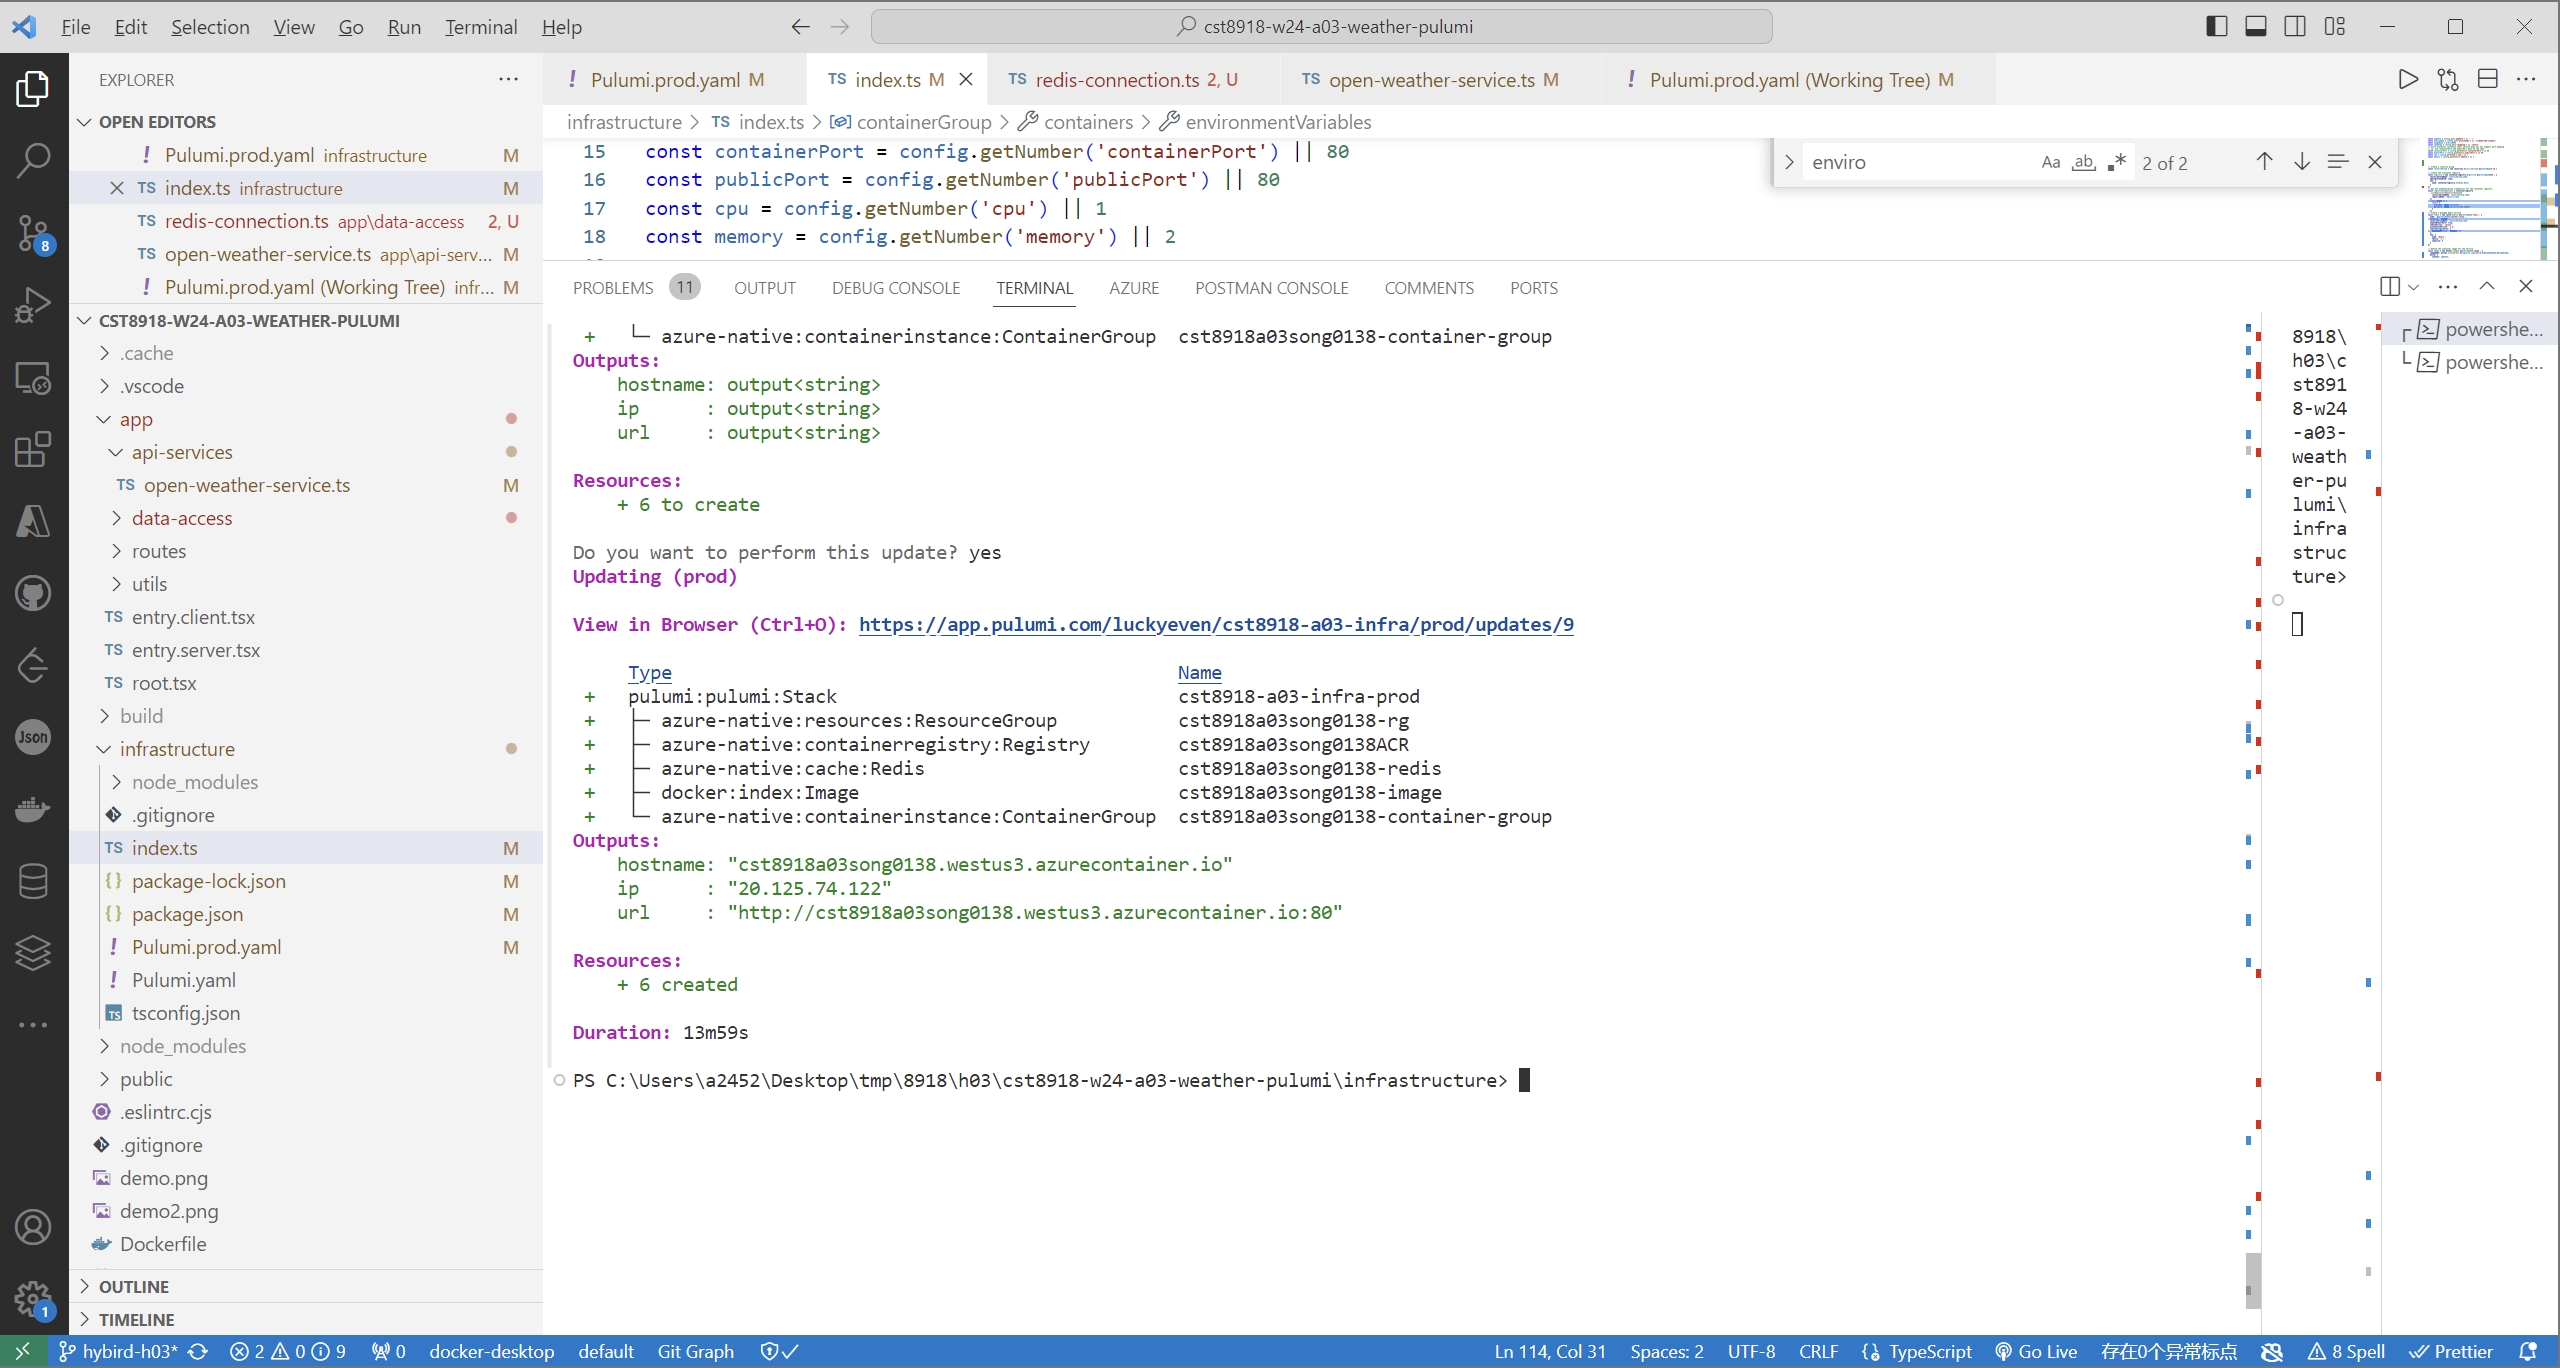 File Edit Selection View Go Run Terminal Help
cst8918-w24-a03-weather-pulumi
EXPLORER
OPEN EDITORS
! Pulumi.prod.yaml infrastructure M
TS index.ts infrastructure M
TS redis-connection.ts app\data-access 2, U
TS open-weather-service.ts app\api-serv... M
! Pulumi.prod.yaml (Working Tree) infr... M
CST8918-W24-A03-WEATHER-PULUMI
.cache
.vscode
app
api-services
TS open-weather-service.ts M
data-access
routes
utils
TS entry.client.tsx
TS entry.server.tsx
TS root.tsx
build
infrastructure
node_modules
.gitignore
TS index.ts M
{} package-lock.json M
{} package.json M
! Pulumi.prod.yaml M
! Pulumi.yaml
TS tsconfig.json
node_modules
public
.eslintrc.cjs
.gitignore
demo.png
demo2.png
Dockerfile
OUTLINE
TIMELINE
8
Json
1
! Pulumi.prod.yaml M
TS index.ts M
TS redis-connection.ts 2, U
TS open-weather-service.ts M
! Pulumi.prod.yaml (Working Tree) M
infrastructure > TS index.ts > containerGroup > containers > environmentVariables
15 const containerPort = config.getNumber('containerPort') || 80
16 const publicPort = config.getNumber('publicPort') || 80
17 const cpu = config.getNumber('cpu') || 1
18 const memory = config.getNumber('memory') || 2
enviro Aa ab 2 of 2
PROBLEMS 11 OUTPUT DEBUG CONSOLE TERMINAL AZURE POSTMAN CONSOLE COMMENTS PORTS
+ └─ azure-native:containerinstance:ContainerGroup cst8918a03song0138-container-group
Outputs:
hostname: output<string>
ip : output<string>
url : output<string>
Resources:
+ 6 to create
Do you want to perform this update? yes
Updating (prod)
View in Browser (Ctrl+O): https://app.pulumi.com/luckyeven/cst8918-a03-infra/prod/updates/9
Type Name
+ pulumi:pulumi:Stack cst8918-a03-infra-prod
+ ├─ azure-native:resources:ResourceGroup cst8918a03song0138-rg
+ ├─ azure-native:containerregistry:Registry cst8918a03song0138ACR
+ ├─ azure-native:cache:Redis cst8918a03song0138-redis
+ ├─ docker:index:Image cst8918a03song0138-image
+ └─ azure-native:containerinstance:ContainerGroup cst8918a03song0138-container-group
Outputs:
hostname: "cst8918a03song0138.westus3.azurecontainer.io"
ip : "20.125.74.122"
url : "http://cst8918a03song0138.westus3.azurecontainer.io:80"
Resources:
+ 6 created
Duration: 13m59s
PS C:\Users\a2452\Desktop\tmp\8918\h03\cst8918-w24-a03-weather-pulumi\infrastructure>
8918\
h03\c
st891
8-w24
-a03-
weath
er-pu
lumi\
infra
struc
ture>
powershe...
powershe...
hybird-h03* 2 0 9 0 docker-desktop default Git Graph
Ln 114, Col 31 Spaces: 2 UTF-8 CRLF {} TypeScript Go Live 存在0个异常标点 8 Spell Prettier